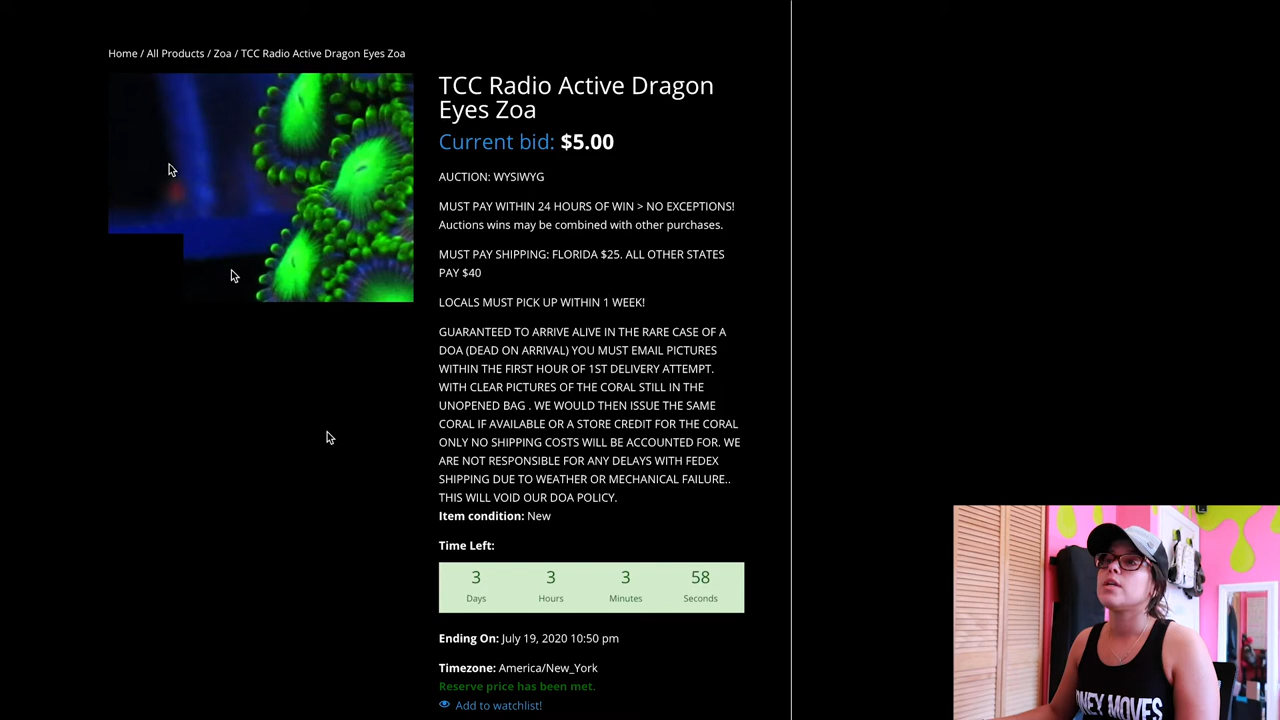 Home / All Products / Zoa / TCC Radio Active Dragon Eyes Zoa
TCC Radio Active Dragon
Eyes Zoa
Current bid: $5.00
AUCTION: WYSIWYG
MUST PAY WITHIN 24 HOURS OF WIN > NO EXCEPTIONS!
Auctions wins may be combined with other purchases.
MUST PAY SHIPPING: FLORIDA $25. ALL OTHER STATES
PAY $40
LOCALS MUST PICK UP WITHIN 1 WEEK!
GUARANTEED TO ARRIVE ALIVE IN THE RARE CASE OF A
DOA (DEAD ON ARRIVAL) YOU MUST EMAIL PICTURES
WITHIN THE FIRST HOUR OF 1ST DELIVERY ATTEMPT.
WITH CLEAR PICTURES OF THE CORAL STILL IN THE
UNOPENED BAG . WE WOULD THEN ISSUE THE SAME
CORAL IF AVAILABLE OR A STORE CREDIT FOR THE CORAL
ONLY NO SHIPPING COSTS WILL BE ACCOUNTED FOR. WE
ARE NOT RESPONSIBLE FOR ANY DELAYS WITH FEDEX
SHIPPING DUE TO WEATHER OR MECHANICAL FAILURE..
THIS WILL VOID OUR DOA POLICY.
Item condition: New
Time Left:
3 3 3 58
Days Hours Minutes Seconds
Ending On: July 19, 2020 10:50 pm
Timezone: America/New_York
Reserve price has been met.
Add to watchlist!
MOVES